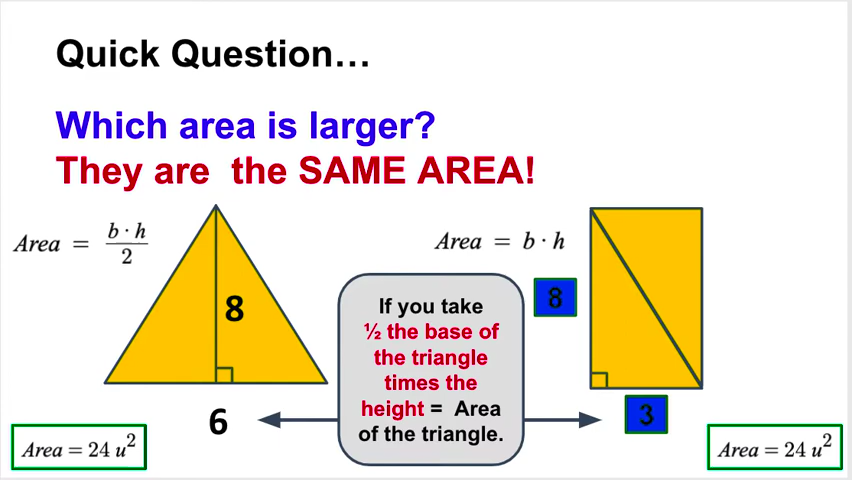 Quick Question…
Which area is larger?
They are the SAME AREA!
Area = b · h / 2
8
6
Area = 24 u²
If you take
½ the base of
the triangle
times the
height = Area
of the triangle.
Area = b · h
8
3
Area = 24 u²